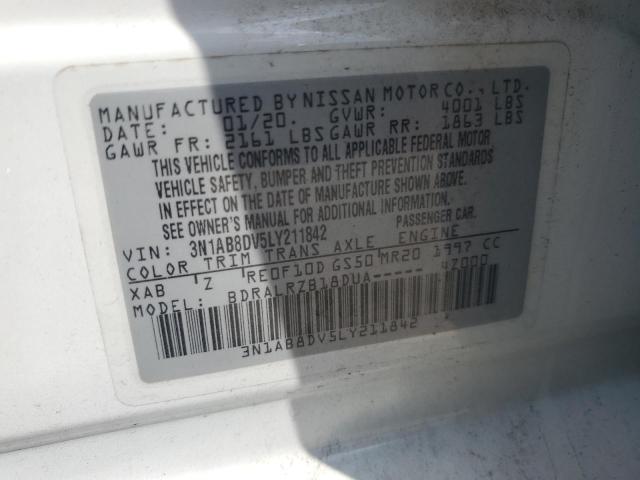 MANUFACTURED BY NISSAN MOTOR CO., LTD.
DATE: 01/20. GVWR: 4001 LBS
GAWR FR: 2161 LBS GAWR RR: 1863 LBS
THIS VEHICLE CONFORMS TO ALL APPLICABLE FEDERAL MOTOR
VEHICLE SAFETY, BUMPER AND THEFT PREVENTION STANDARDS
IN EFFECT ON THE DATE OF MANUFACTURE SHOWN ABOVE.
SEE OWNER'S MANUAL FOR ADDITIONAL INFORMATION.
VIN: 3N1AB8DV5LY211842 PASSENGER CAR.
COLOR TRIM TRANS AXLE ENGINE
XAB Z RE0F10D GS50 MR20 1997 CC
MODEL: BDRALRZB18DUA----- 47000
3N1AB8DV5LY211842